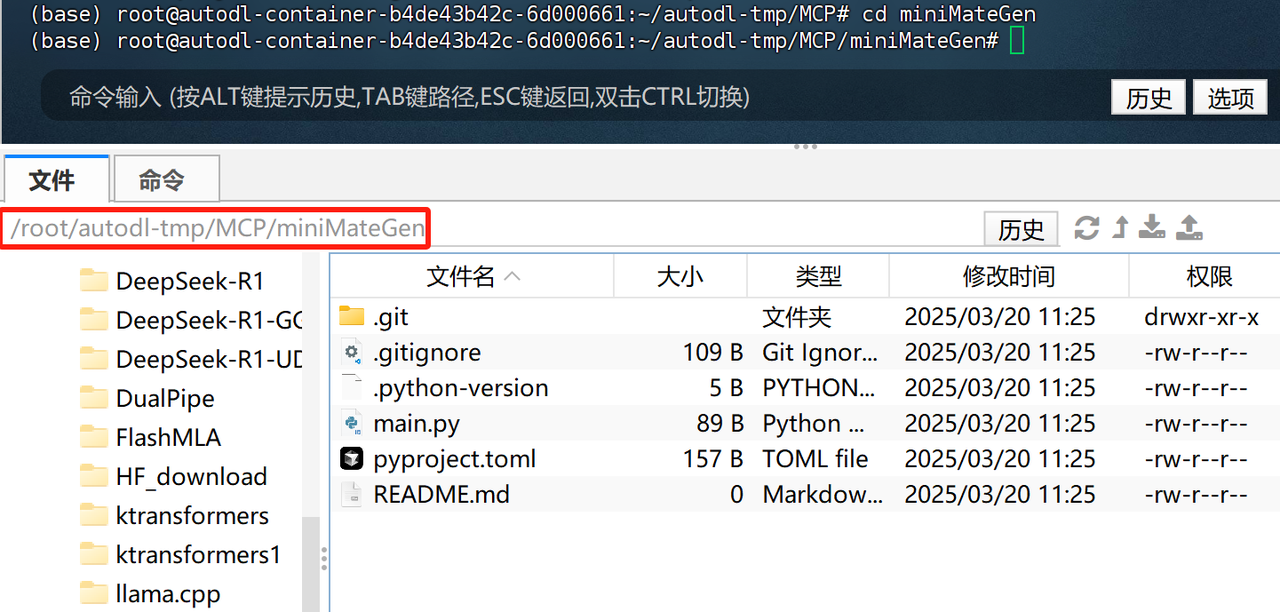 (base) root@autodl-container-b4de43b42c-6d000661:~/autodl-tmp/MCP# cd miniMateGen
(base) root@autodl-container-b4de43b42c-6d000661:~/autodl-tmp/MCP/miniMateGen#
命令输入 (按ALT键提示历史,TAB键路径,ESC键返回,双击CTRL切换) 历史 选项
文件 命令
/root/autodl-tmp/MCP/miniMateGen 历史
DeepSeek-R1
DeepSeek-R1-GG
DeepSeek-R1-UD
DualPipe
FlashMLA
HF_download
ktransformers
ktransformers1
llama.cpp
文件名 大小 类型 修改时间 权限
.git 文件夹 2025/03/20 11:25 drwxr-xr-x
.gitignore 109 B Git Ignor... 2025/03/20 11:25 -rw-r--r--
.python-version 5 B PYTHON... 2025/03/20 11:25 -rw-r--r--
main.py 89 B Python ... 2025/03/20 11:25 -rw-r--r--
pyproject.toml 157 B TOML file 2025/03/20 11:25 -rw-r--r--
README.md 0 Markdow... 2025/03/20 11:25 -rw-r--r--